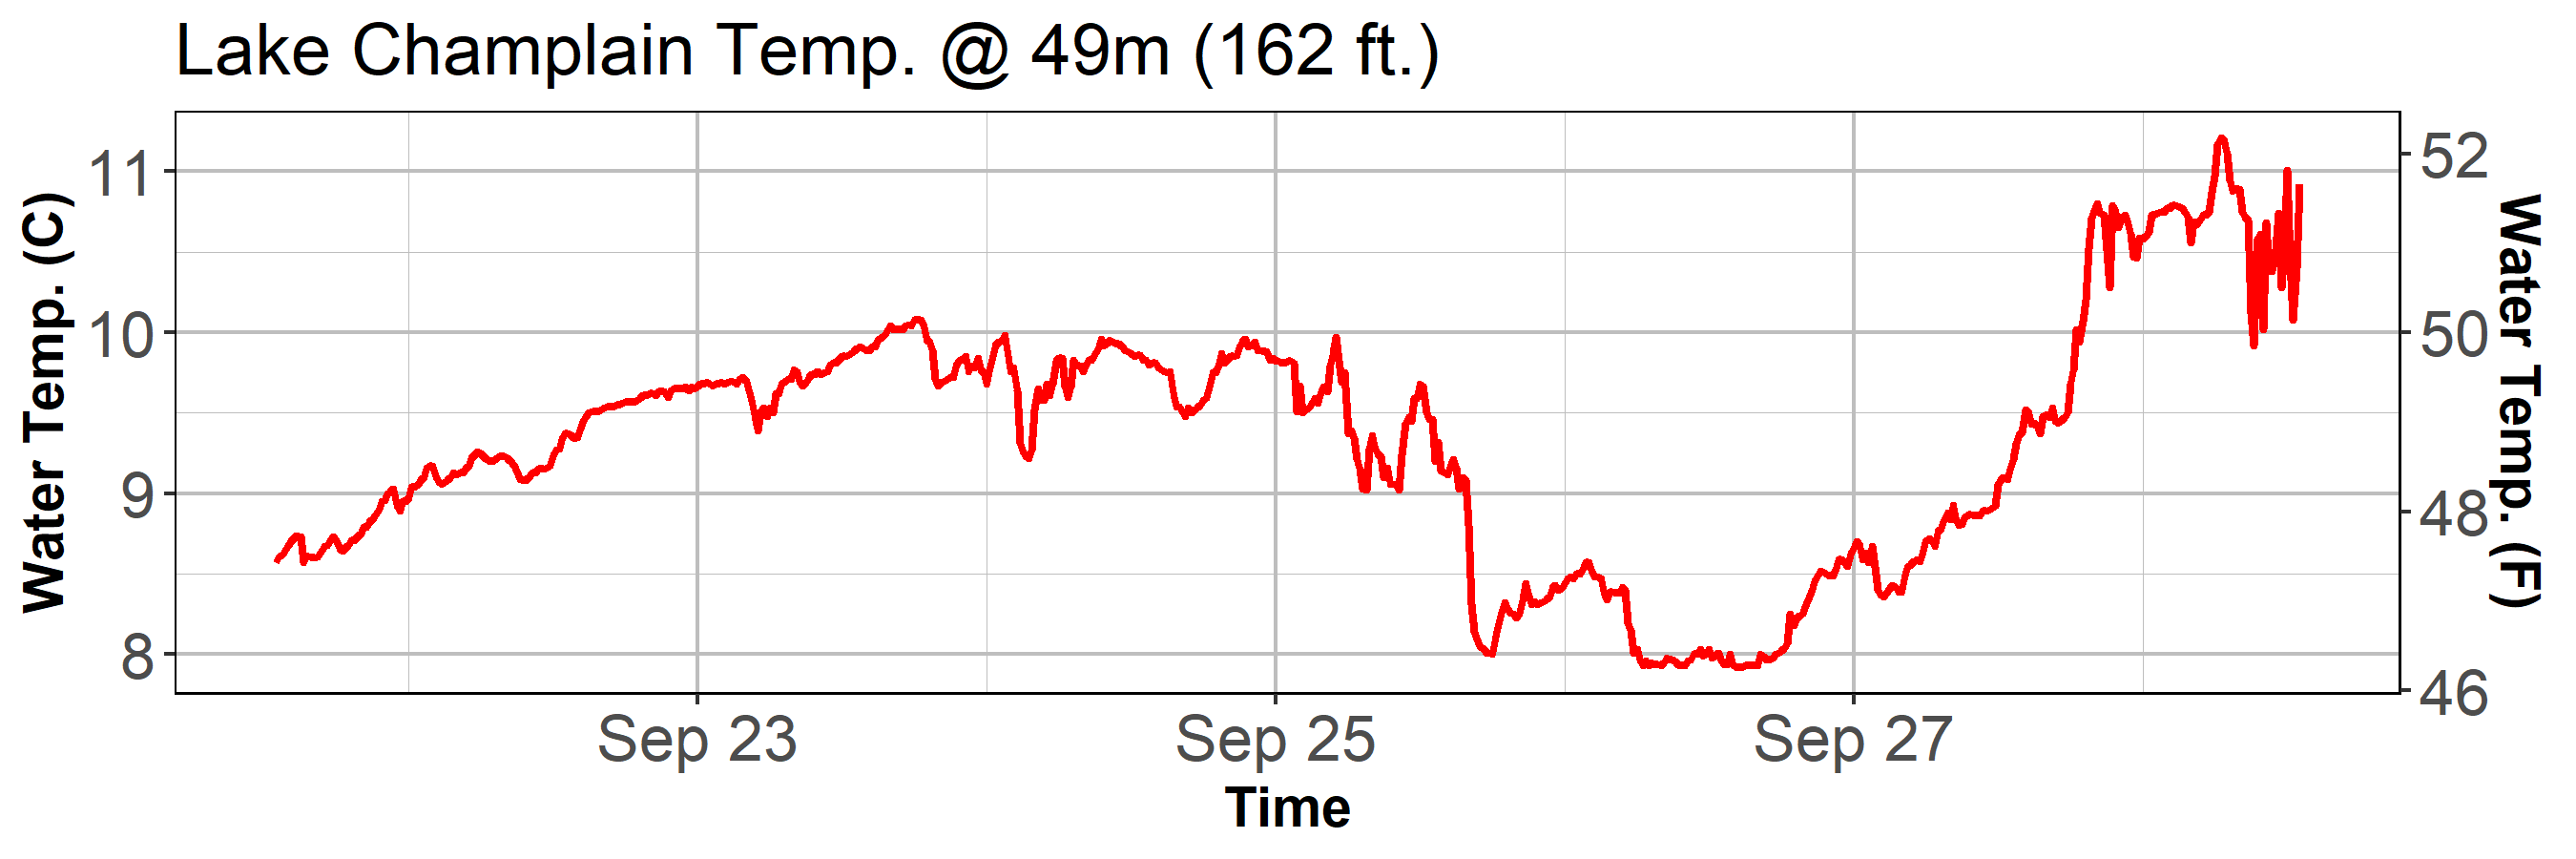 Lake Champlain Temp. @ 49m (162 ft.)
Water Temp. (C)
11
10
9
8
52
50
48
46
Water Temp. (F)
Sep 23 Sep 25 Sep 27
Time